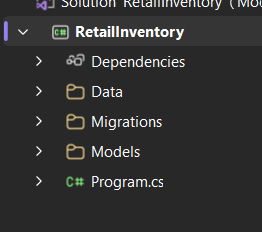 Solution 'RetailInventory' (
RetailInventory
Dependencies
Data
Migrations
Models
C# Program.cs